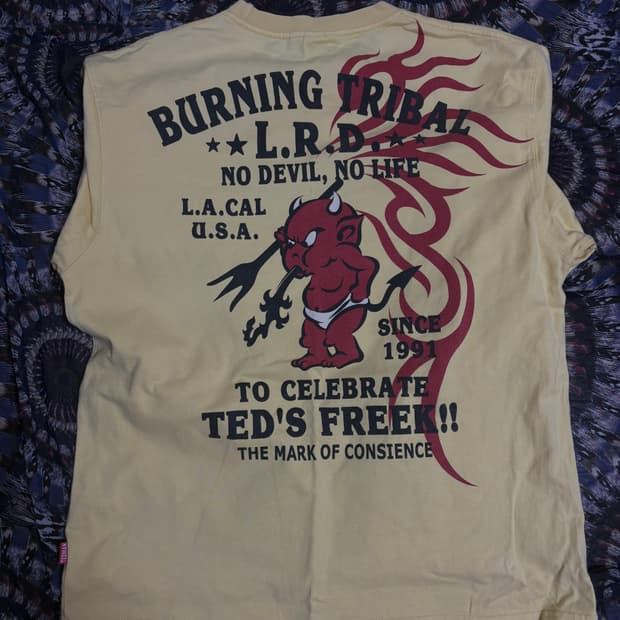 BURNING TRIBAL
★★L.R.D.★★
NO DEVIL, NO LIFE
L.A.CAL
U.S.A.
SINCE
1991
TO CELEBRATE
TED'S FREEK!!
THE MARK OF CONSIENCE